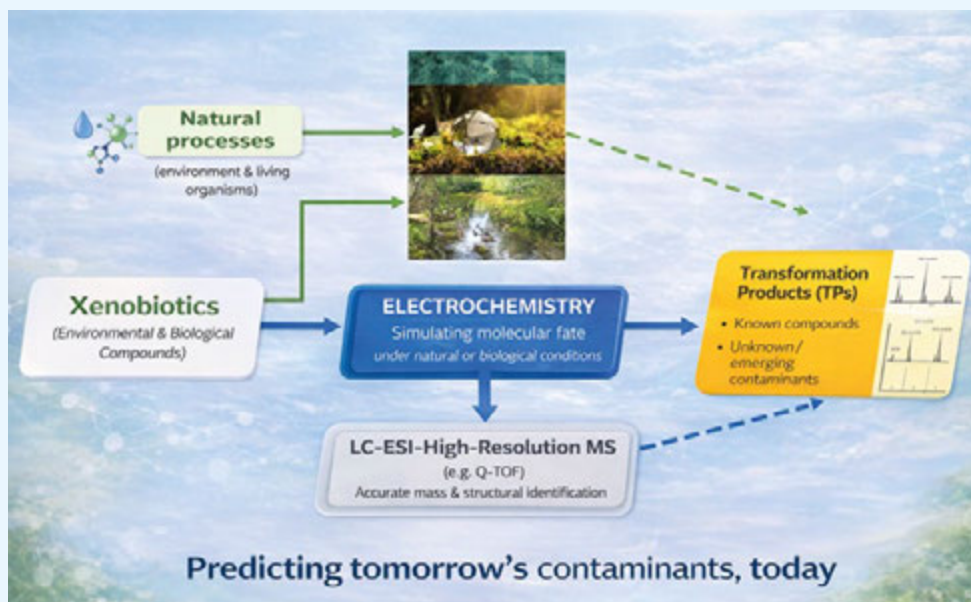 Natural
processes
(environment & living
organisms)
Xenobiotics
(Environmental & Biological
Compounds)
ELECTROCHEMISTRY
Simulating molecular fate
under natural or biological conditions
LC-ESI-High-Resolution MS
(e.g. Q-TOF)
Accurate mass & structural identification
Transformation
Products (TPs)
• Known compounds
• Unknown/
emerging
contaminants
Predicting tomorrow's contaminants, today